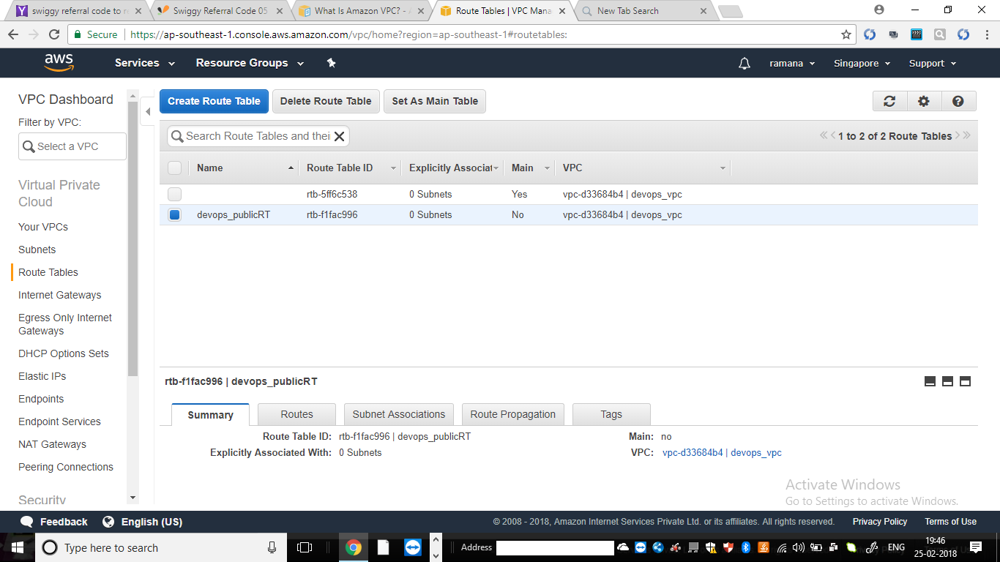 swiggy referral code to r
Swiggy Referral Code 05
What Is Amazon VPC? -
Route Tables | VPC Mana
New Tab Search
Secure https://ap-southeast-1.console.aws.amazon.com/vpc/home?region=ap-southeast-1#routetables:
aws Services Resource Groups ramana Singapore Support
VPC Dashboard
Filter by VPC:
Select a VPC
Virtual Private
Cloud
Your VPCs
Subnets
Route Tables
Internet Gateways
Egress Only Internet
Gateways
DHCP Options Sets
Elastic IPs
Endpoints
Endpoint Services
NAT Gateways
Peering Connections
Security
Create Route Table Delete Route Table Set As Main Table
Search Route Tables and thei 1 to 2 of 2 Route Tables
Name Route Table ID Explicitly Associat Main VPC
rtb-5ff6c538 0 Subnets Yes vpc-d33684b4 | devops_vpc
devops_publicRT rtb-f1fac996 0 Subnets No vpc-d33684b4 | devops_vpc
rtb-f1fac996 | devops_publicRT
Summary Routes Subnet Associations Route Propagation Tags
Route Table ID: rtb-f1fac996 | devops_publicRT Main: no
Explicitly Associated With: 0 Subnets VPC: vpc-d33684b4 | devops_vpc
Activate Windows
Go to Settings to activate Windows.
Feedback English (US) © 2008 - 2018, Amazon Internet Services Private Ltd. or its affiliates. All rights reserved. Privacy Policy Terms of Use
Type here to search Address ENG 19:46
25-02-2018